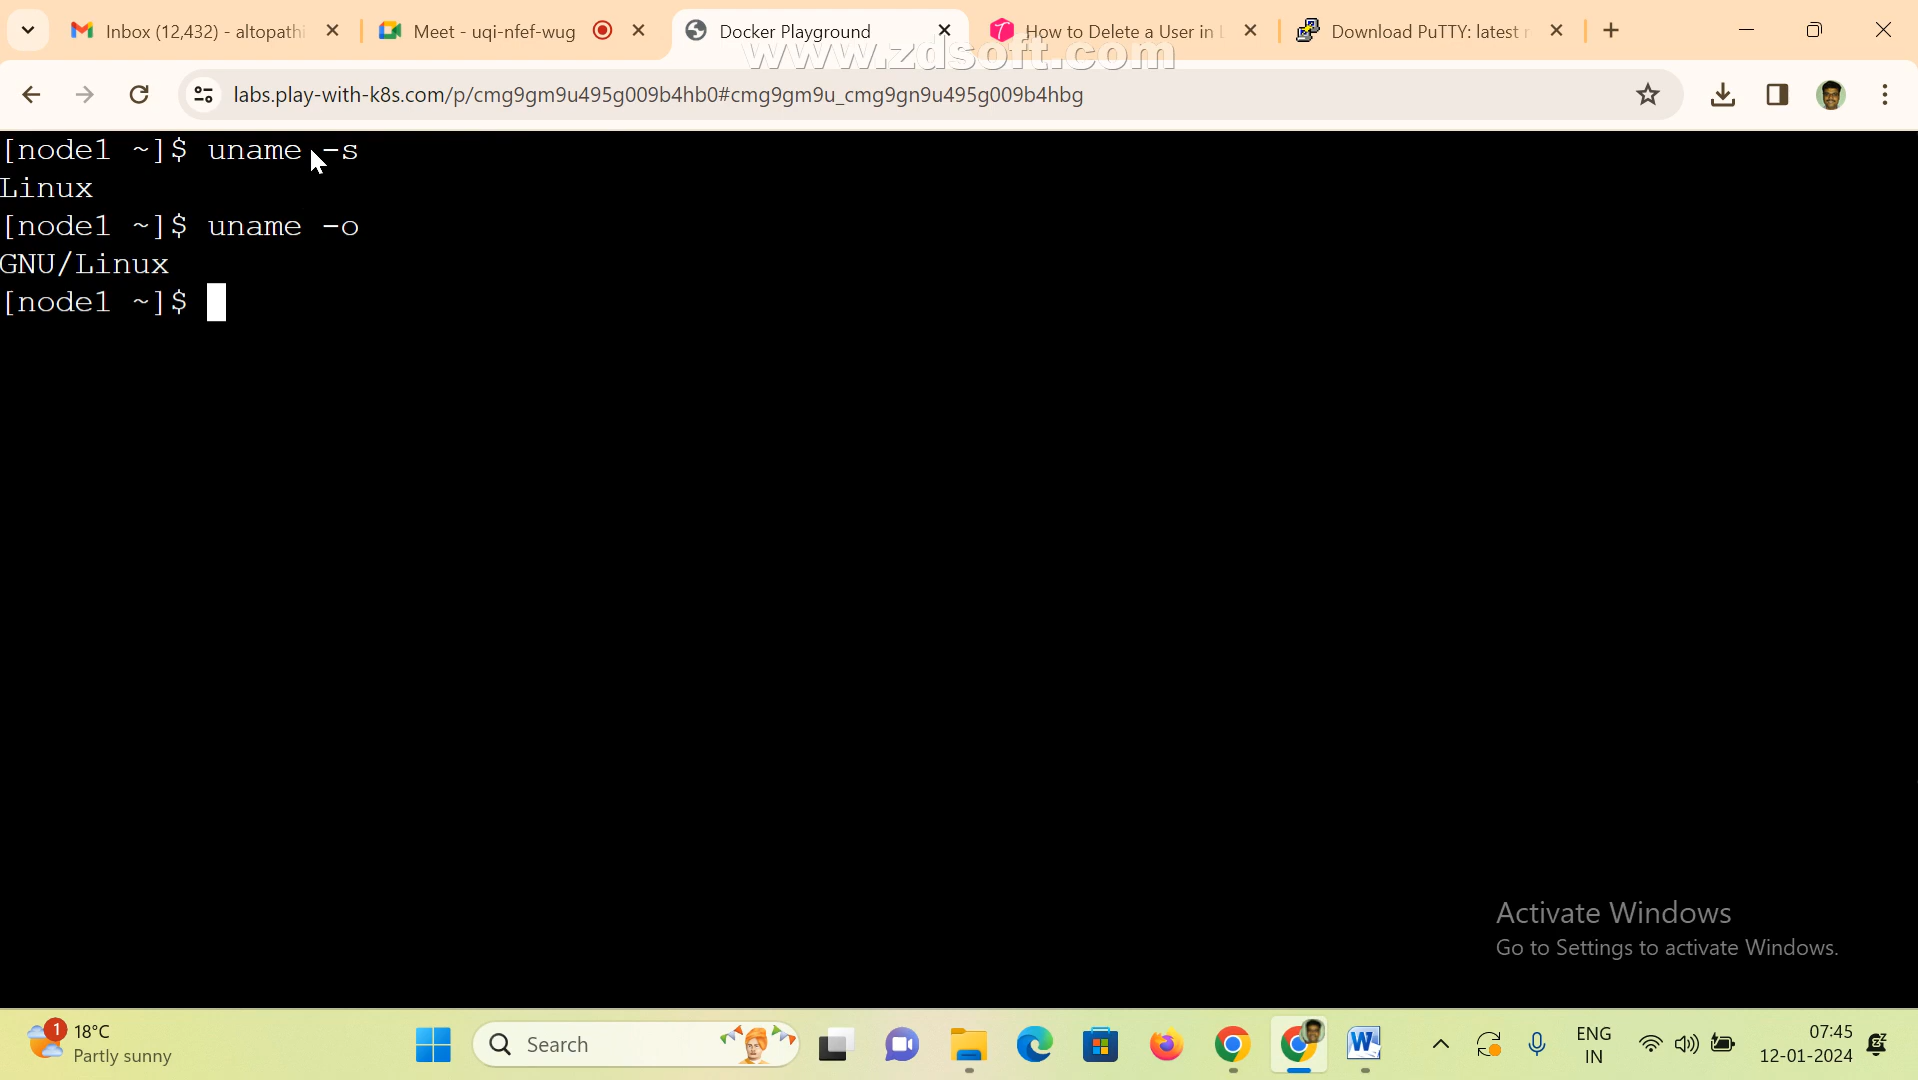 Inbox (12,432) - altopathi
Meet - uqi-nfef-wug
Docker Playground
How to Delete a User in L
Download PuTTY: latest r
www.zdsoft.com
labs.play-with-k8s.com/p/cmg9gm9u495g009b4hb0#cmg9gm9u_cmg9gn9u495g009b4hbg
[node1 ~]$ uname -s
Linux
[node1 ~]$ uname -o
GNU/Linux
[node1 ~]$
Activate Windows
Go to Settings to activate Windows.
1
18°C
Partly sunny
Search
W
ENG
IN
07:45
12-01-2024